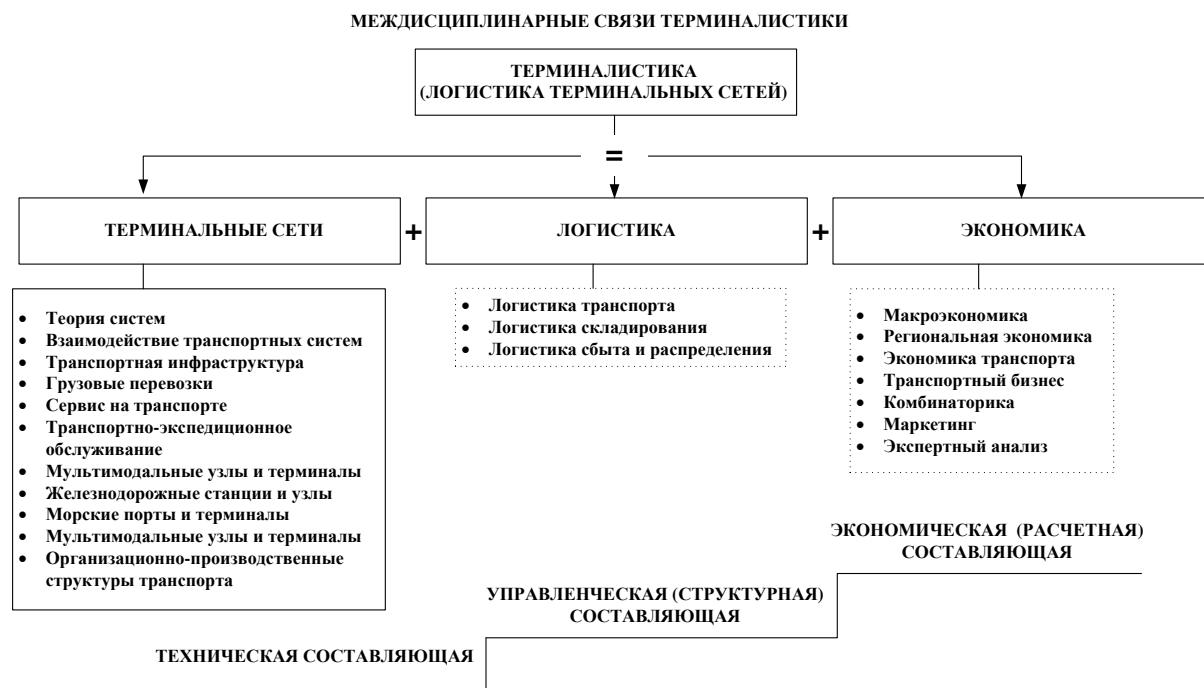 МЕЖДИСЦИПЛИНАРНЫЕ СВЯЗИ ТЕРМИНАЛИСТИКИ
ТЕРМИНАЛИСТИКА
(ЛОГИСТИКА ТЕРМИНАЛЬНЫХ СЕТЕЙ)
=
ТЕРМИНАЛЬНЫЕ СЕТИ
+
ЛОГИСТИКА
+
ЭКОНОМИКА
• Теория систем
• Взаимодействие транспортных систем
• Транспортная инфраструктура
• Грузовые перевозки
• Сервис на транспорте
• Транспортно-экспедиционное
обслуживание
• Мультимодальные узлы и терминалы
• Железнодорожные станции и узлы
• Морские порты и терминалы
• Мультимодальные узлы и терминалы
• Организационно-производственные
структуры транспорта
• Логистика транспорта
• Логистика складирования
• Логистика сбыта и распределения
• Макроэкономика
• Региональная экономика
• Экономика транспорта
• Транспортный бизнес
• Комбинаторика
• Маркетинг
• Экспертный анализ
ЭКОНОМИЧЕСКАЯ (РАСЧЕТНАЯ)
СОСТАВЛЯЮЩАЯ
УПРАВЛЕНЧЕСКАЯ (СТРУКТУРНАЯ)
СОСТАВЛЯЮЩАЯ
ТЕХНИЧЕСКАЯ СОСТАВЛЯЮЩАЯ